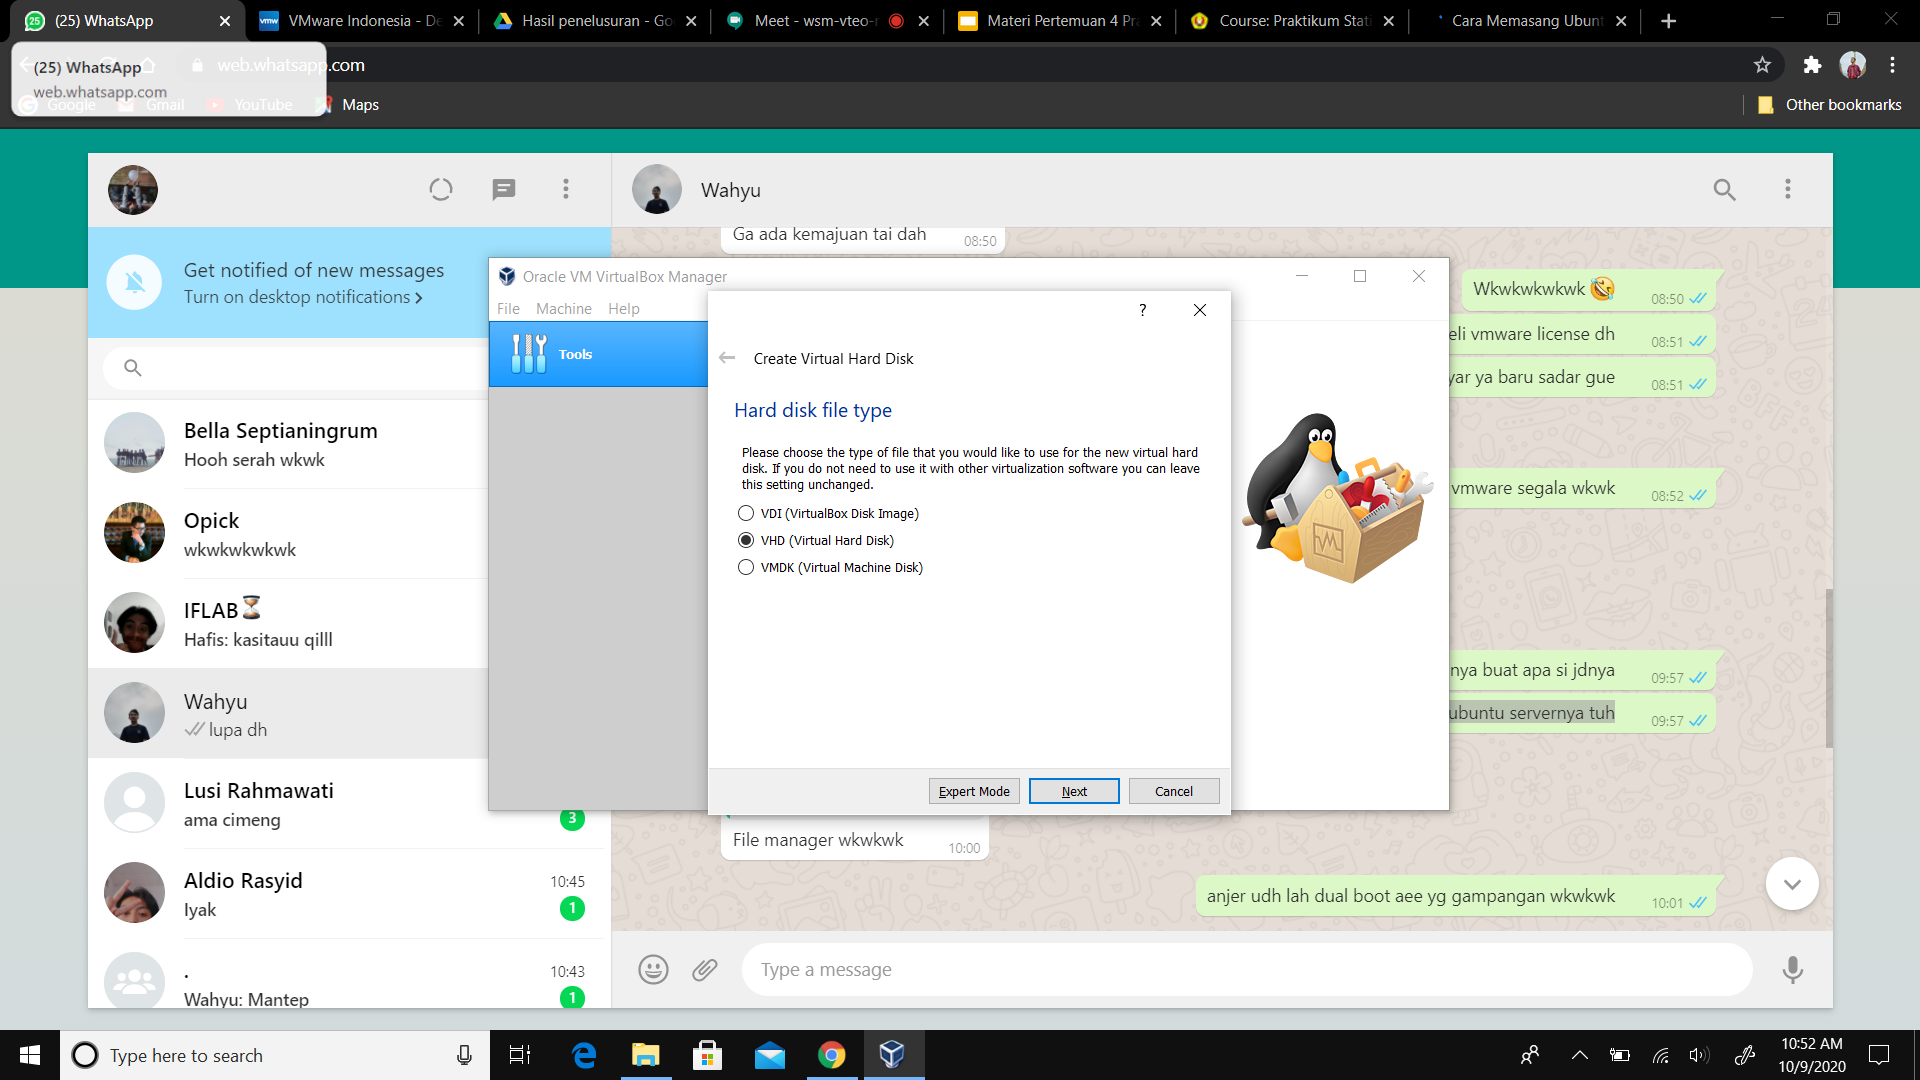 (25) WhatsApp
VMware Indonesia - De
Hasil penelusuran - Go
Meet - wsm-vteo-
Materi Pertemuan 4 Pra
Course: Praktikum Stat
Cara Memasang Ubunt
(25) WhatsApp
web.whatsapp.com
web.whatsapp.com
Google
Gmail
YouTube
Maps
Other bookmarks
Get notified of new messages
Turn on desktop notifications >
Bella Septianingrum
Hooh serah wkwk
Opick
wkwkwkwkwk
IFLAB⏳
Hafis: kasitauu qilll
Wahyu
lupa dh
Lusi Rahmawati
ama cimeng
3
Aldio Rasyid
10:45
Iyak
1
.
10:43
Wahyu: Mantep
1
Wahyu
Ga ada kemajuan tai dah
08:50
Wkwkwkwkwk 🤣
08:50
eli vmware license dh
08:51
yar ya baru sadar gue
08:51
vmware segala wkwk
08:52
nya buat apa si jdnya
09:57
ubuntu servernya tuh
09:57
File manager wkwkwk
10:00
anjer udh lah dual boot aee yg gampangan wkwkwk
10:01
Type a message
Oracle VM VirtualBox Manager
File Machine Help
Tools
?
Create Virtual Hard Disk
Hard disk file type
Please choose the type of file that you would like to use for the new virtual hard
disk. If you do not need to use it with other virtualization software you can leave
this setting unchanged.
VDI (VirtualBox Disk Image)
VHD (Virtual Hard Disk)
VMDK (Virtual Machine Disk)
Expert Mode
Next
Cancel
Type here to search
10:52 AM
10/9/2020